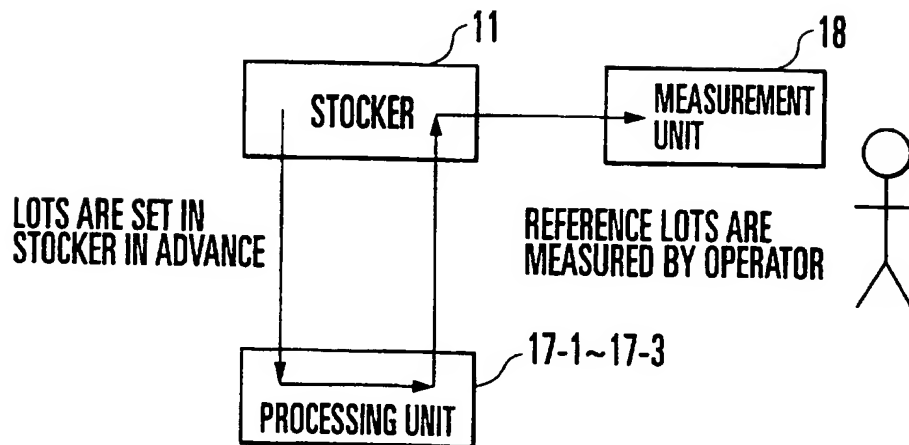 11
18
STOCKER
MEASUREMENT
UNIT
LOTS ARE SET IN
STOCKER IN ADVANCE
REFERENCE LOTS ARE
MEASURED BY OPERATOR
17-1~17-3
PROCESSING UNIT